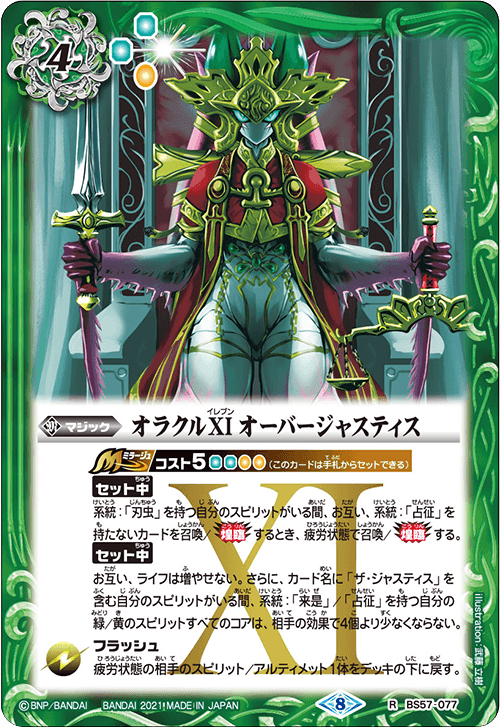 4
マジック オラクルXI オーバージャスティス
イレブン
ミラージュ コスト5 (このカードは手札からセットできる)
セット中
系統:「刃虫」を持つ自分のスピリットがいる間、お互い、系統:「占征」を
持たないカードを召喚/煌臨するとき、疲労状態で召喚/煌臨する。
セット中
お互い、ライフは増やせない。さらに、カード名に「ザ・ジャスティス」を
含む自分のスピリットがいる間、系統:「来是」/「占征」を持つ自分の
緑/黄のスピリットすべてのコアは、相手の効果で4個より少なくならない。
フラッシュ
疲労状態の相手のスピリット/アルティメット1体をデッキの下に戻す。
XI
illustration:武藤 立樹
©BNP/BANDAI BANDAI 2021 MADE IN JAPAN 8 R BS57-077